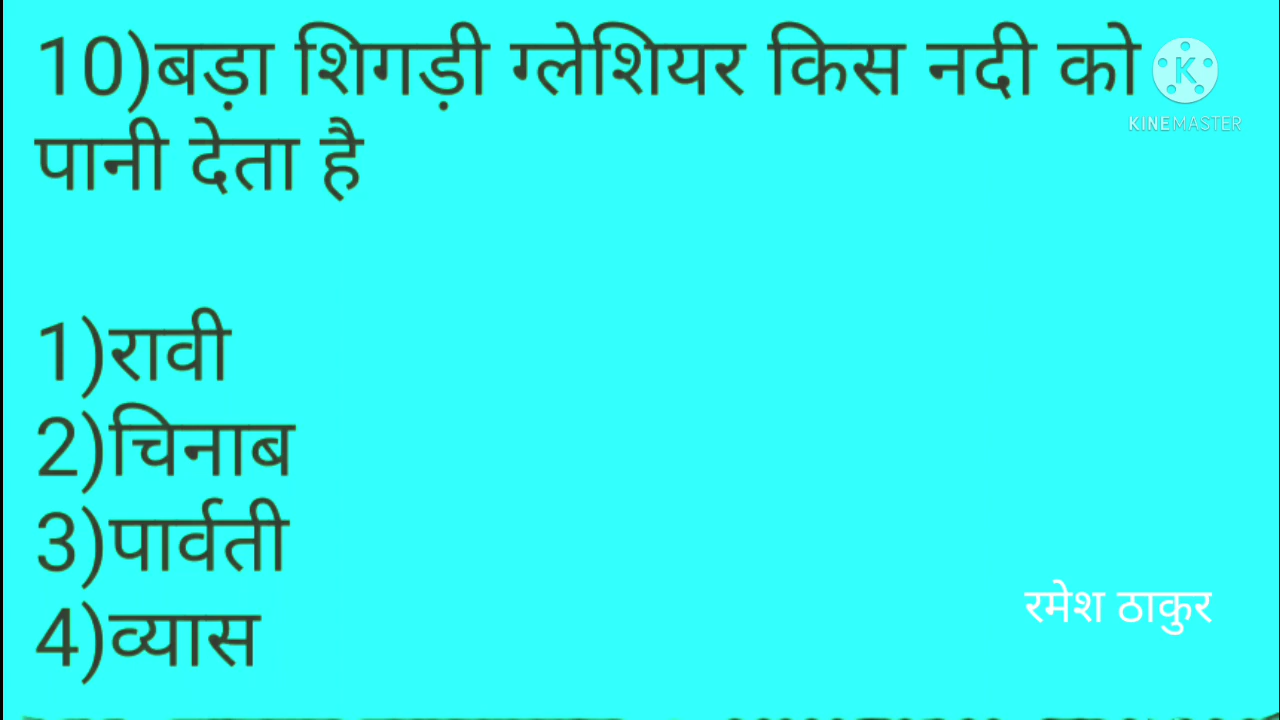 10)बड़ा शिगड़ी ग्लेशियर किस नदी को
पानी देता है
KINEMASTER
1)रावी
2)चिनाब
3)पार्वती
4)व्यास
रमेश ठाकुर